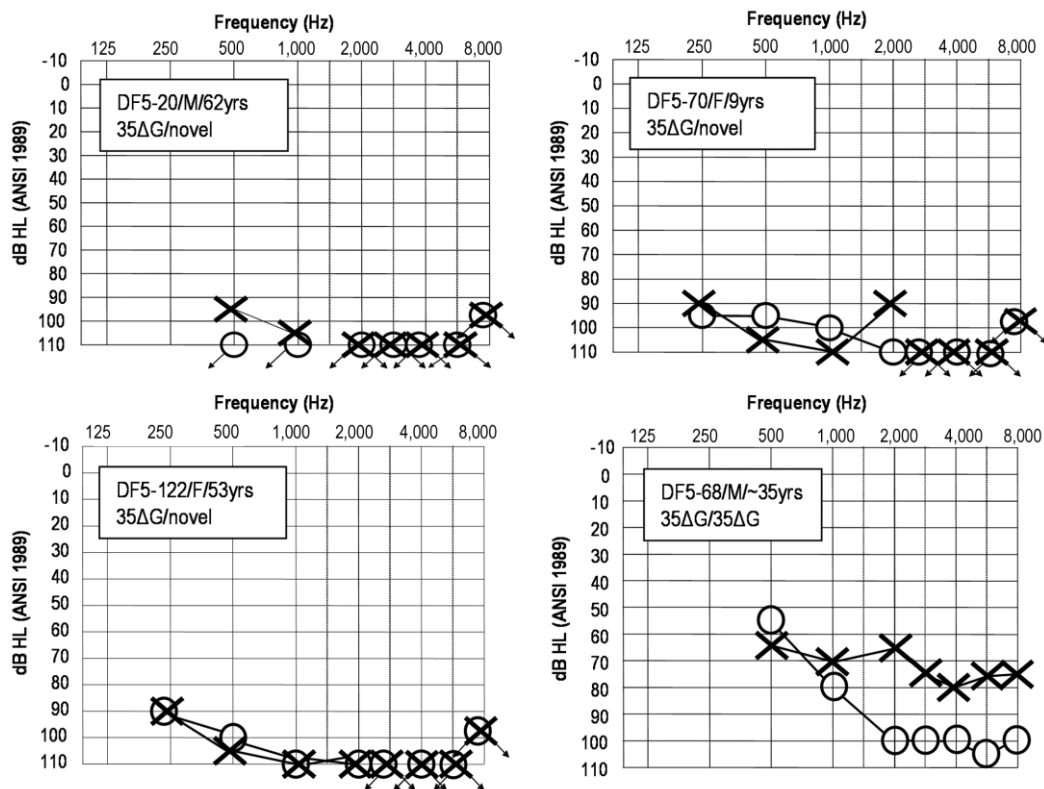 Frequency (Hz)
125 250 500 1,000 2,000 4,000 8,000
dB HL (ANSI 1989)
-10
0
10
20
30
40
50
60
70
80
90
100
110
DF5-20/M/62yrs
35ΔG/novel
Frequency (Hz)
125 250 500 1,000 2,000 4,000 8,000
dB HL (ANSI 1989)
-10
0
10
20
30
40
50
60
70
80
90
100
110
DF5-70/F/9yrs
35ΔG/novel
Frequency (Hz)
125 250 500 1,000 2,000 4,000 8,000
dB HL (ANSI 1989)
-10
0
10
20
30
40
50
60
70
80
90
100
110
DF5-122/F/53yrs
35ΔG/novel
Frequency (Hz)
125 250 500 1,000 2,000 4,000 8,000
dB HL (ANSI 1989)
-10
0
10
20
30
40
50
60
70
80
90
100
110
DF5-68/M/~35yrs
35ΔG/35ΔG